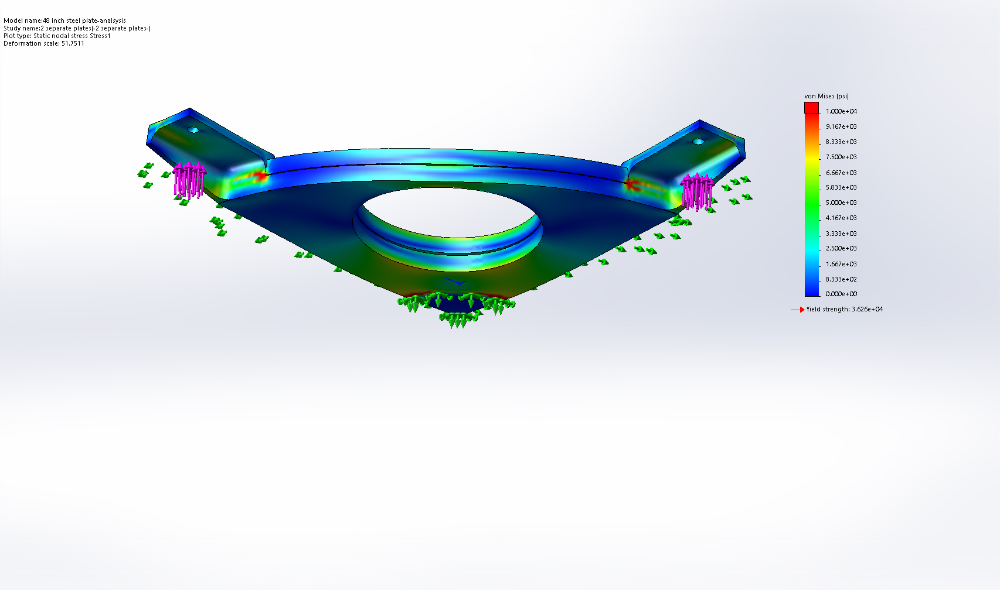 Model name:48 inch steel plate-analsysis
Study name:2 separate plates(-2 separate plates-)
Plot type: Static nodal stress Stress1
Deformation scale: 51.7511
von Mises (psi)
1.000e+04
9.167e+03
8.333e+03
7.500e+03
6.667e+03
5.833e+03
5.000e+03
4.167e+03
3.333e+03
2.500e+03
1.667e+03
8.333e+02
0.000e+00
Yield strength: 3.626e+04